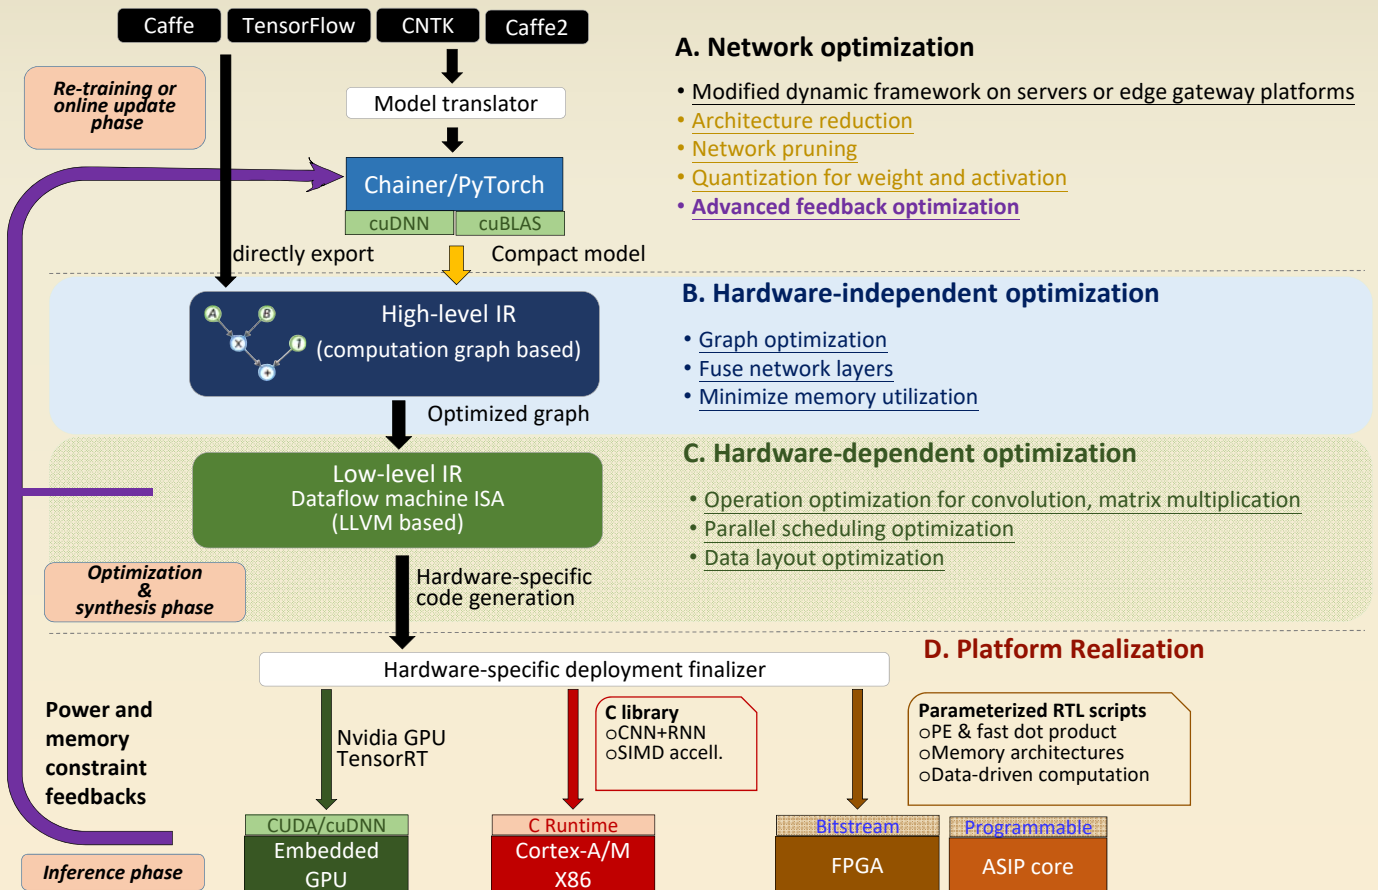 Caffe
TensorFlow
CNTK
Caffe2
Re-training or
online update
phase
Model translator
Chainer/PyTorch
cuDNN
cuBLAS
directly export
Compact model
A. Network optimization
• Modified dynamic framework on servers or edge gateway platforms
• Architecture reduction
• Network pruning
• Quantization for weight and activation
• Advanced feedback optimization
A
B
x
1
+
High-level IR
(computation graph based)
Optimized graph
B. Hardware-independent optimization
• Graph optimization
• Fuse network layers
• Minimize memory utilization
Low-level IR
Dataflow machine ISA
(LLVM based)
Optimization
&
synthesis phase
Hardware-specific
code generation
C. Hardware-dependent optimization
• Operation optimization for convolution, matrix multiplication
• Parallel scheduling optimization
• Data layout optimization
D. Platform Realization
Hardware-specific deployment finalizer
Power and
memory
constraint
feedbacks
Nvidia GPU
TensorRT
C library
oCNN+RNN
oSIMD accell.
Parameterized RTL scripts
oPE & fast dot product
oMemory architectures
oData-driven computation
CUDA/cuDNN
Embedded
GPU
C Runtime
Cortex-A/M
X86
Bitstream
FPGA
Programmable
ASIP core
Inference phase